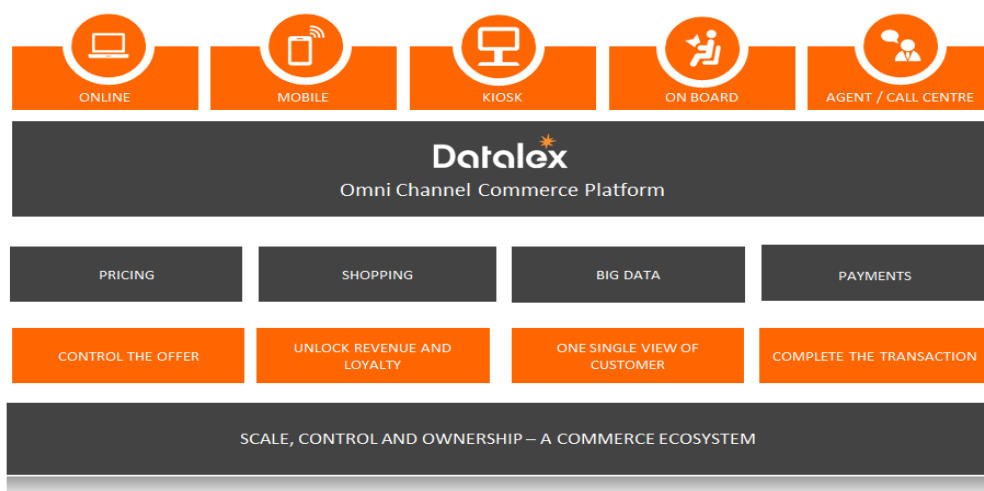 ONLINE
MOBILE
KIOSK
ON BOARD
AGENT / CALL CENTRE
Datalex
Omni Channel Commerce Platform
PRICING
SHOPPING
BIG DATA
PAYMENTS
CONTROL THE OFFER
UNLOCK REVENUE AND
LOYALTY
ONE SINGLE VIEW OF
CUSTOMER
COMPLETE THE TRANSACTION
SCALE, CONTROL AND OWNERSHIP – A COMMERCE ECOSYSTEM